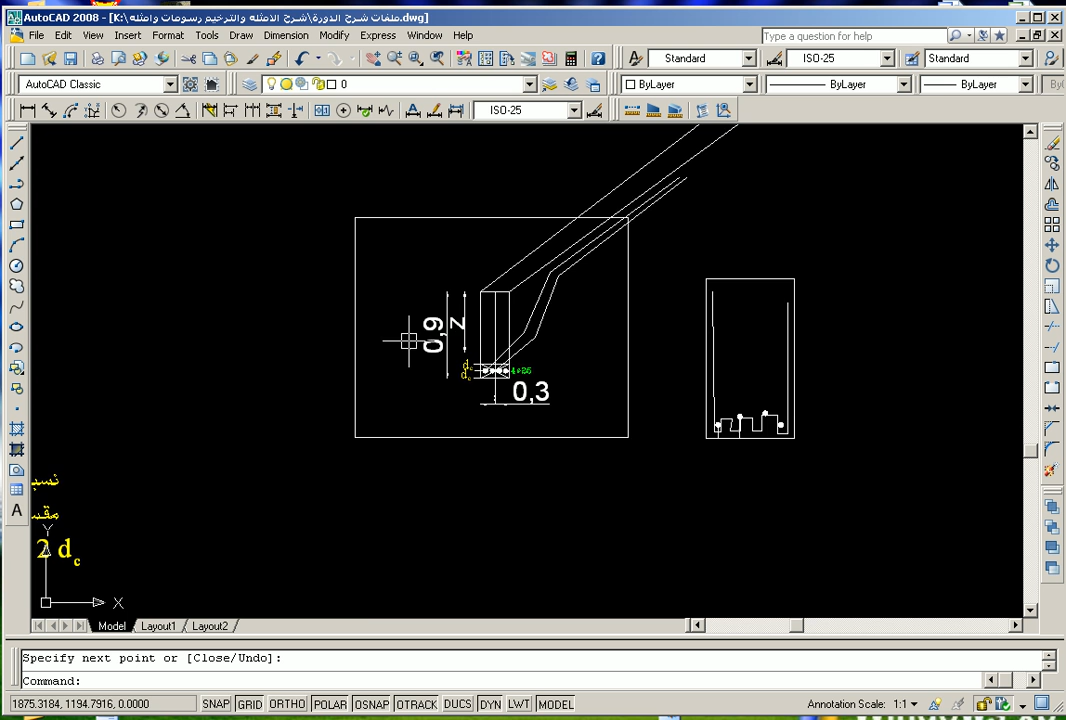 AutoCAD 2008 - [K:\ملفات شرح الدورة\شرح الامثله والترخيم رسومات وامثله.dwg]
File Edit View Insert Format Tools Draw Dimension Modify Express Window Help Type a question for help
Standard ISO-25 Standard
AutoCAD Classic 0 ByLayer ByLayer ByLayer
ISO-25
0,9
z
4ø26
0,3
نسب
مقد
2 dc
Y
X
Model Layout1 Layout2
Specify next point or [Close/Undo]:
Command:
1875.3184, 1194.7916, 0.0000 SNAP GRID ORTHO POLAR OSNAP OTRACK DUCS DYN LWT MODEL Annotation Scale: 1:1